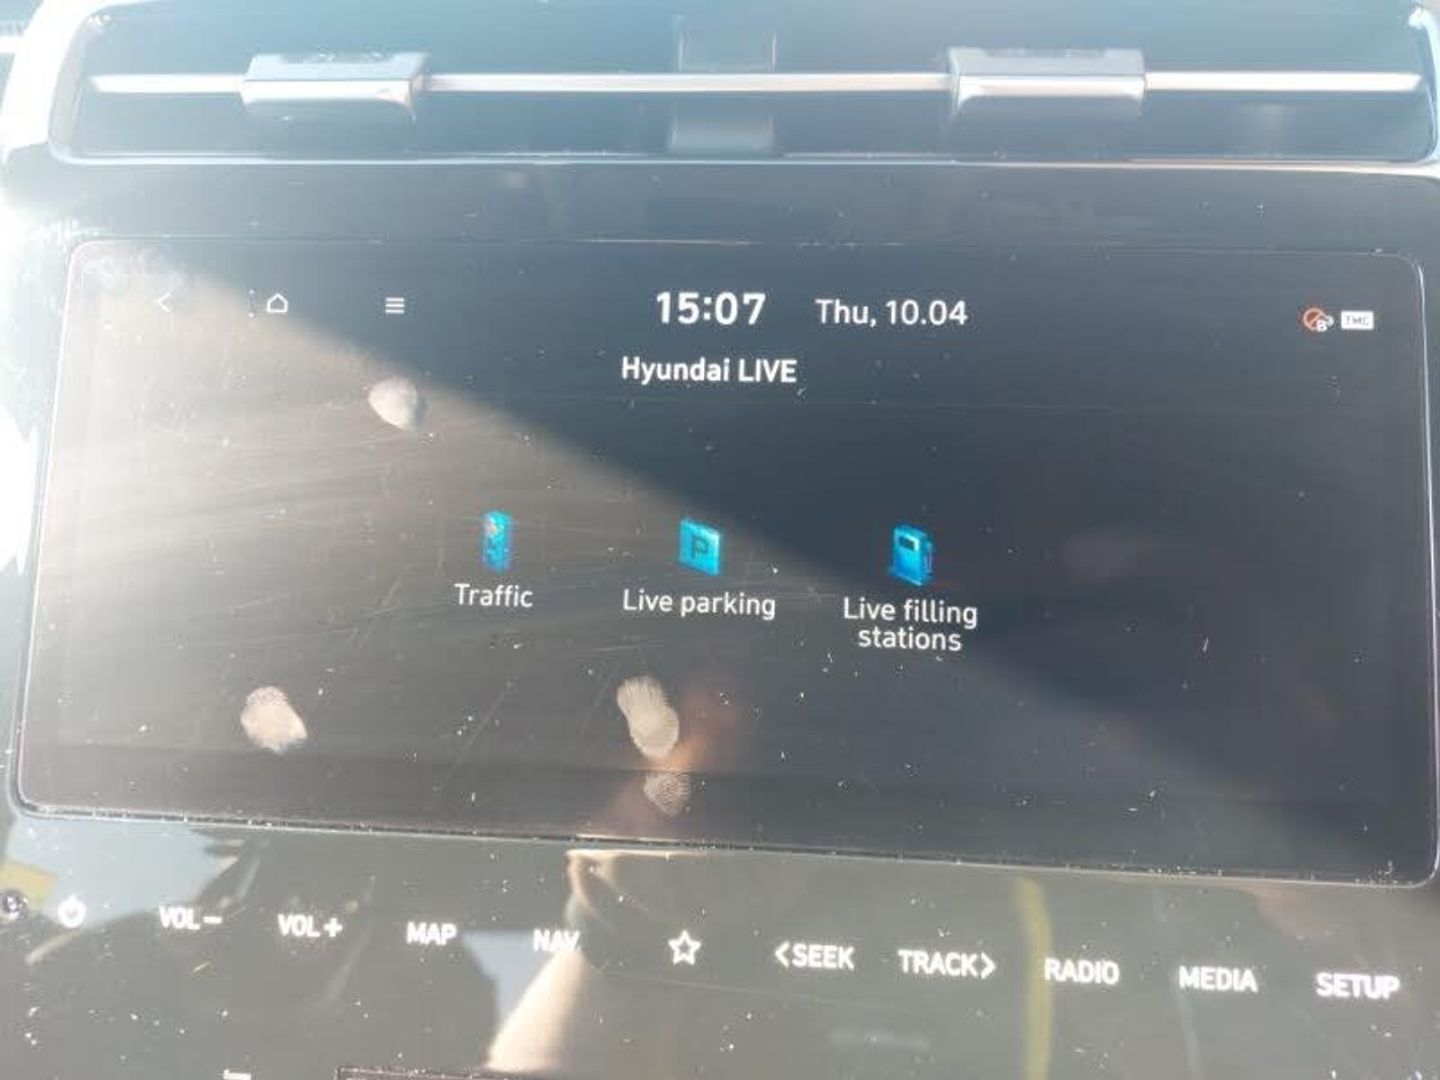 15:07 Thu, 10.04
TMC
Hyundai LIVE
P
Traffic
Live parking
Live filling
stations
VOL−
VOL+
MAP
NAV
<SEEK
TRACK>
RADIO
MEDIA
SETUP